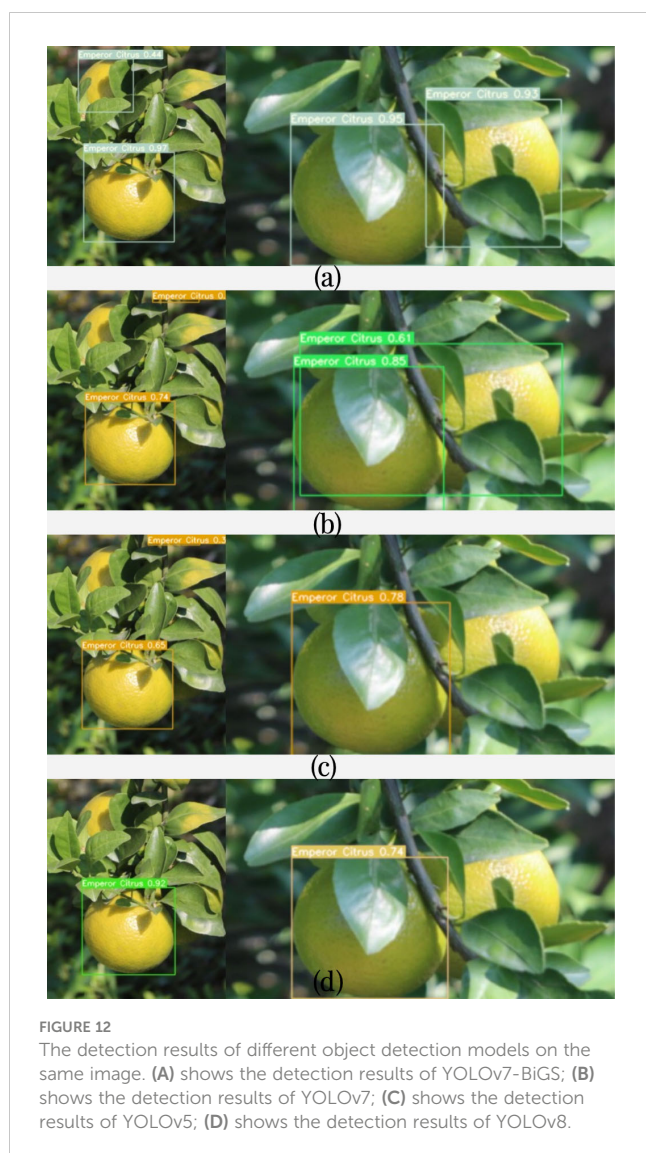 Emperor Citrus 0.44
Emperor Citrus 0.93
Emperor Citrus 0.95
Emperor Citrus 0.97
(a)
Emperor Citrus 0.
Emperor Citrus 0.61
Emperor Citrus 0.85
Emperor Citrus 0.74
(b)
Emperor Citrus 0.3
Emperor Citrus 0.78
Emperor Citrus 0.65
(c)
Emperor Citrus 0.74
Emperor Citrus 0.92
(d)
FIGURE 12
The detection results of different object detection models on the
same image. (A) shows the detection results of YOLOv7-BiGS; (B)
shows the detection results of YOLOv7; (C) shows the detection
results of YOLOv5; (D) shows the detection results of YOLOv8.